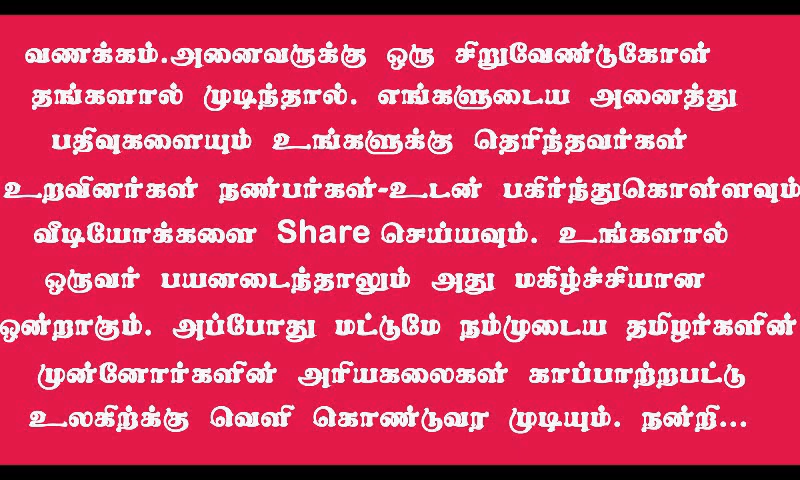 வணக்கம்.அனைவருக்கு ஒரு சிறுவேண்டுகோள்
தங்களால் முடிந்தால். எங்களுடைய அனைத்து
பதிவுகளையும் உங்களுக்கு தெரிந்தவர்கள்
உறவினர்கள் நண்பர்கள்-உடன் பகிர்ந்துகொள்ளவும்
வீடியோக்களை Share செய்யவும். உங்களால்
ஒருவர் பயனடைந்தாலும் அது மகிழ்ச்சியான
ஒன்றாகும். அப்போது மட்டுமே நம்முடைய தமிழர்களின்
முன்னோர்களின் அரியகலைகள் காப்பாற்றபட்டு
உலகிற்க்கு வெளி கொண்டுவர முடியும். நன்றி...